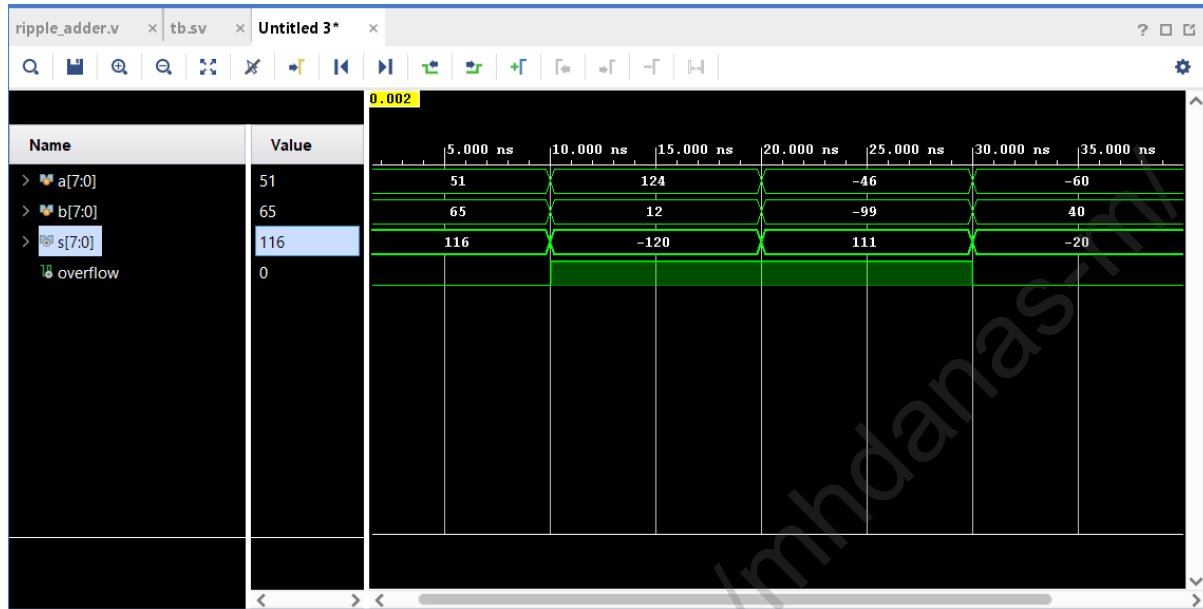 ripple_adder.v × tb.sv × Untitled 3* × ?
0.002
Name Value 5.000 ns 10.000 ns 15.000 ns 20.000 ns 25.000 ns 30.000 ns 35.000 ns
a[7:0] 51 51 124 -46 -60
b[7:0] 65 65 12 -99 40
s[7:0] 116 116 -120 111 -20
overflow 0
/mhdanas-m/